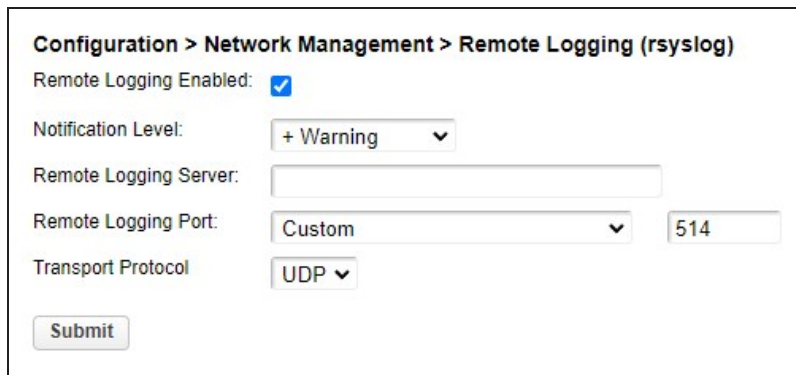 Configuration > Network Management > Remote Logging (rsyslog)
Remote Logging Enabled:
Notification Level: + Warning
Remote Logging Server:
Remote Logging Port: Custom 514
Transport Protocol UDP
Submit